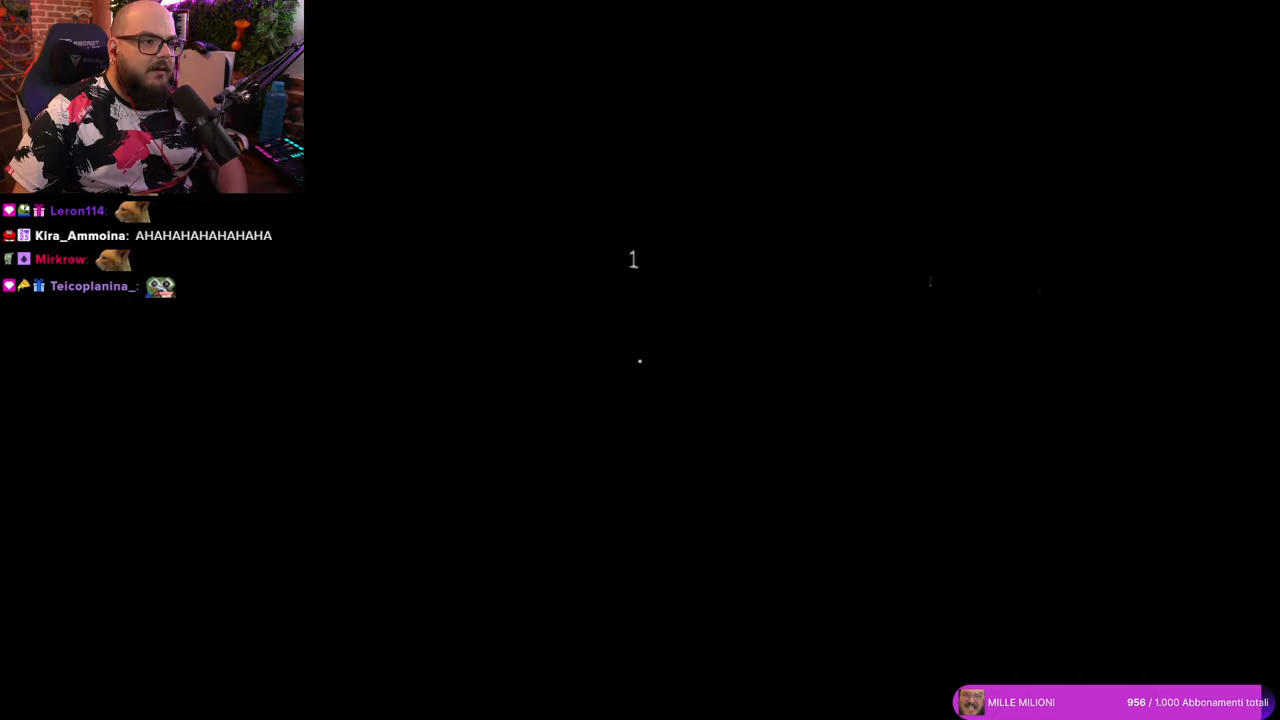 Leron114:
Kira_Ammoina: AHAHAHAHAHAHAHA
Mirkrow:
Teicoplanina_:
1
MILLE MILIONI 956 / 1.000 Abbonamenti totali